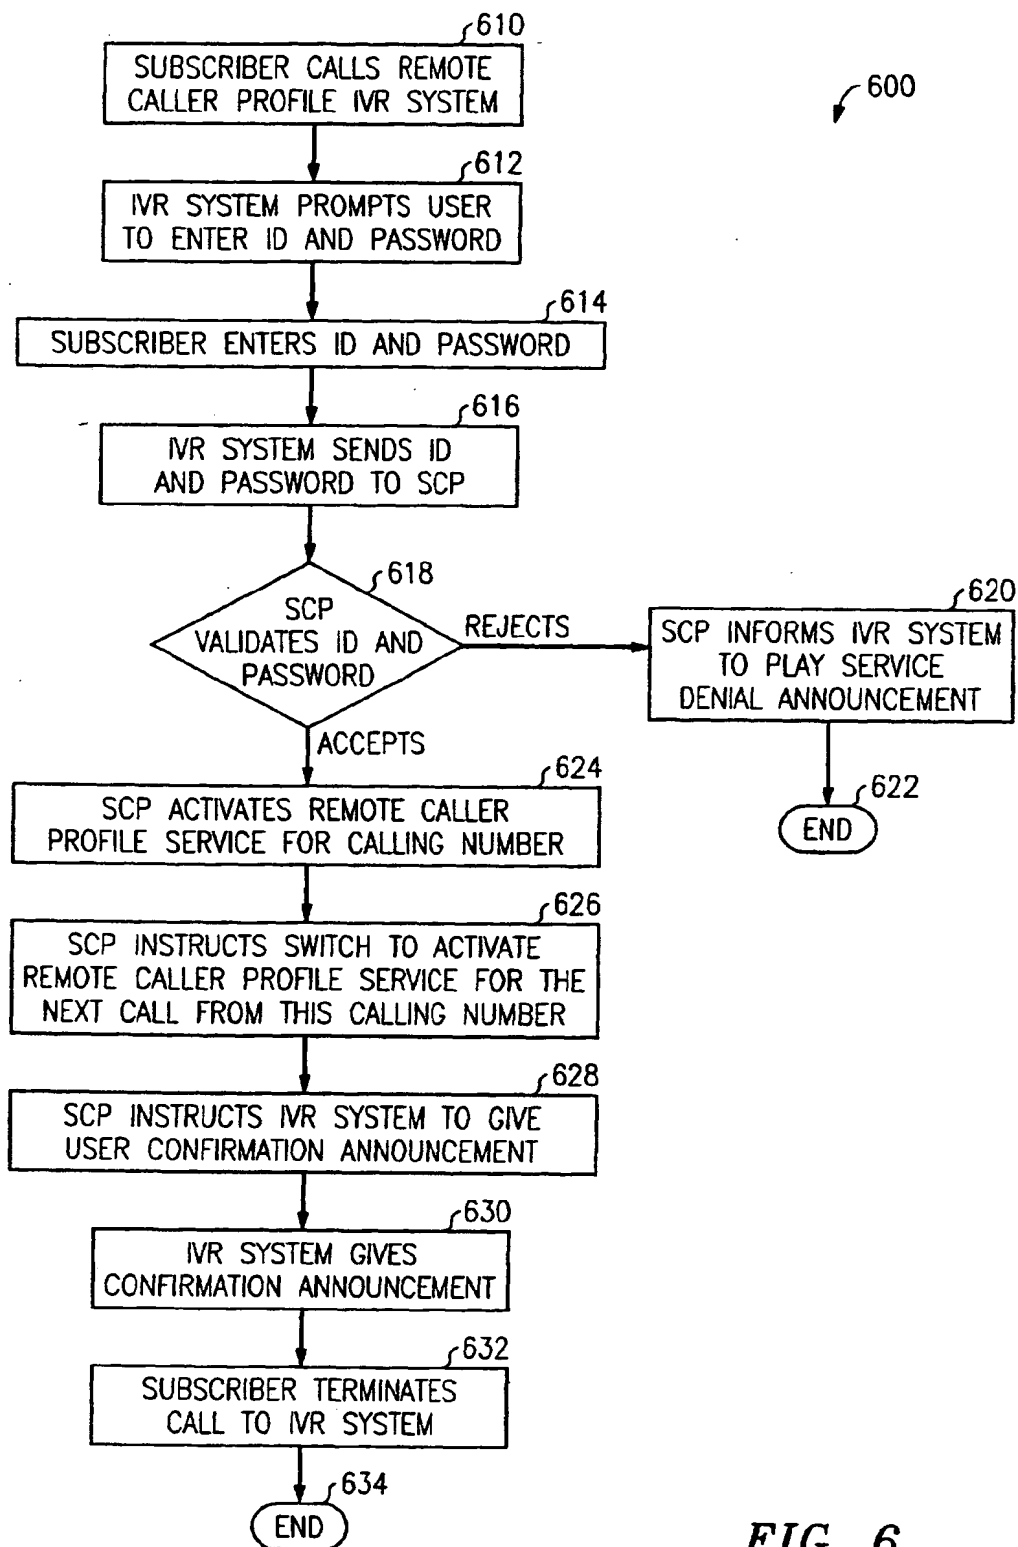 610
SUBSCRIBER CALLS REMOTE
CALLER PROFILE IVR SYSTEM
600
612
IVR SYSTEM PROMPTS USER
TO ENTER ID AND PASSWORD
614
SUBSCRIBER ENTERS ID AND PASSWORD
616
IVR SYSTEM SENDS ID
AND PASSWORD TO SCP
618
SCP
VALIDATES ID AND
PASSWORD
REJECTS
620
SCP INFORMS IVR SYSTEM
TO PLAY SERVICE
DENIAL ANNOUNCEMENT
622
END
ACCEPTS
624
SCP ACTIVATES REMOTE CALLER
PROFILE SERVICE FOR CALLING NUMBER
626
SCP INSTRUCTS SWITCH TO ACTIVATE
REMOTE CALLER PROFILE SERVICE FOR THE
NEXT CALL FROM THIS CALLING NUMBER
628
SCP INSTRUCTS IVR SYSTEM TO GIVE
USER CONFIRMATION ANNOUNCEMENT
630
IVR SYSTEM GIVES
CONFIRMATION ANNOUNCEMENT
632
SUBSCRIBER TERMINATES
CALL TO IVR SYSTEM
634
END
FIG. 6